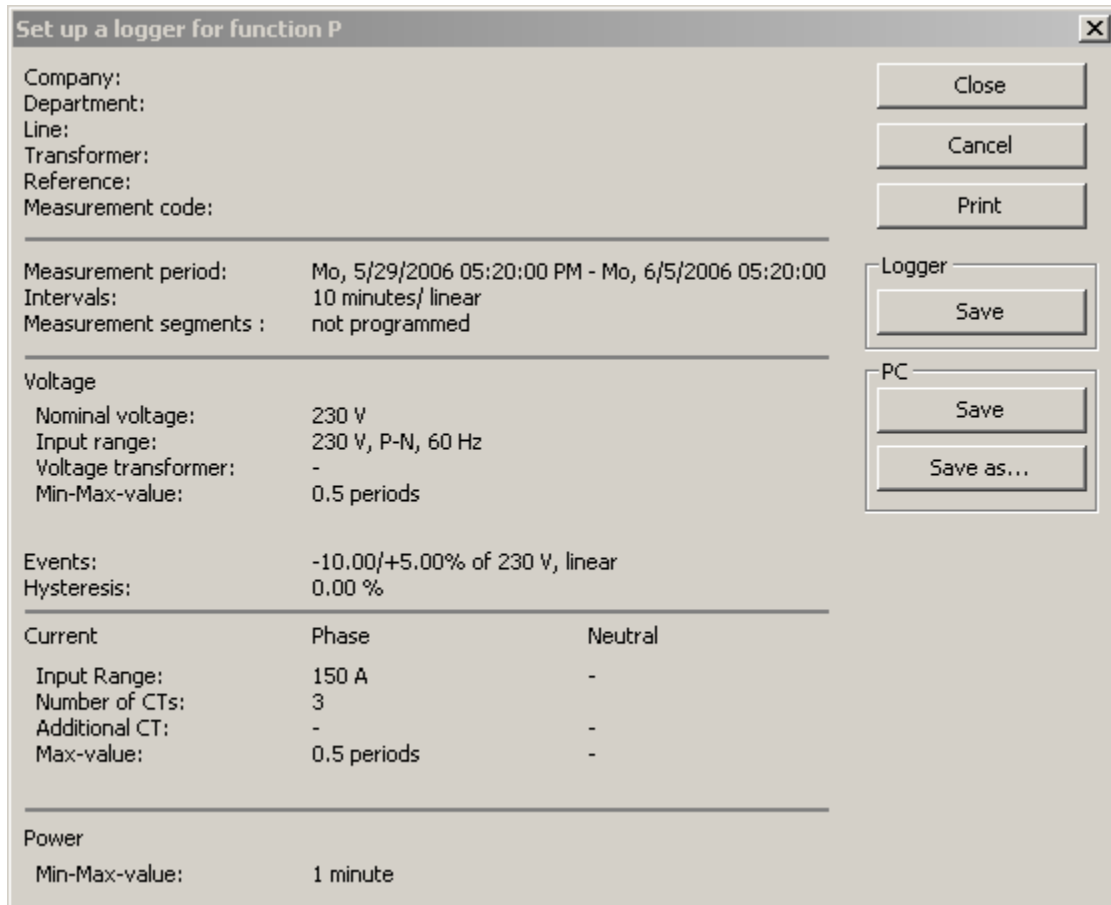 Set up a logger for function P
Company:
Department:
Line:
Transformer:
Reference:
Measurement code:
Close
Cancel
Print
Measurement period: Mo, 5/29/2006 05:20:00 PM - Mo, 6/5/2006 05:20:00
Intervals: 10 minutes/ linear
Measurement segments : not programmed
Logger
Save
PC
Save
Save as...
Voltage
Nominal voltage: 230 V
Input range: 230 V, P-N, 60 Hz
Voltage transformer: -
Min-Max-value: 0.5 periods
Events: -10.00/+5.00% of 230 V, linear
Hysteresis: 0.00 %
Current Phase Neutral
Input Range: 150 A -
Number of CTs: 3
Additional CT: - -
Max-value: 0.5 periods -
Power
Min-Max-value: 1 minute